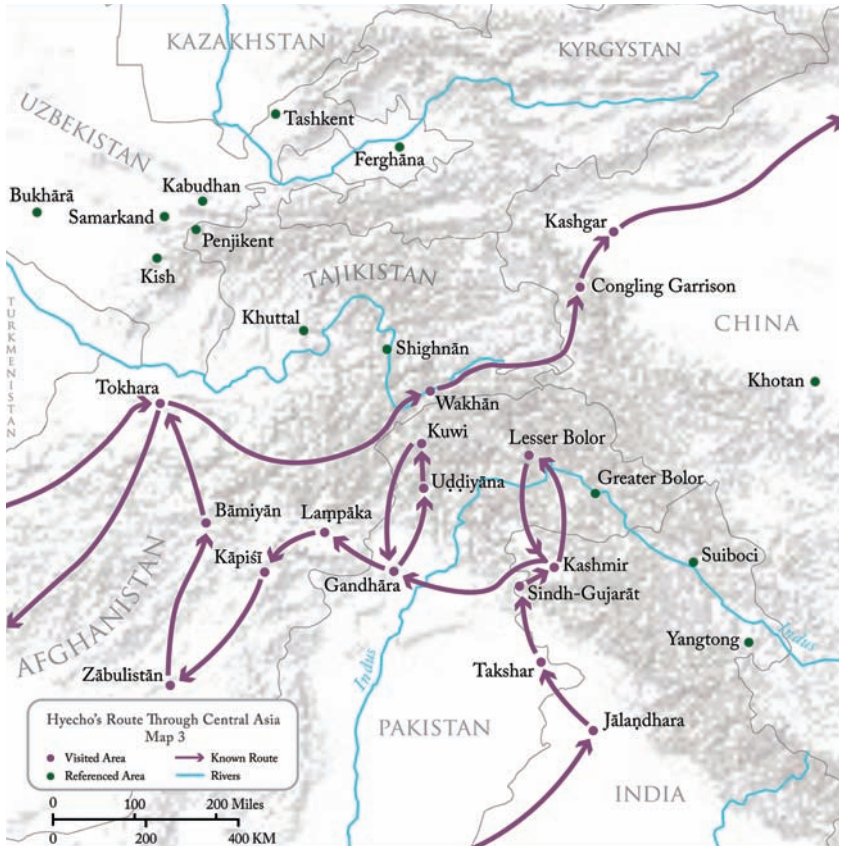 KAZAKHSTAN
KYRGYSTAN
UZBEKISTAN
Tashkent
Ferghāna
Bukhārā
Kabudhan
Samarkand
Penjikent
Kish
Kashgar
TAJIKISTAN
Congling Garrison
CHINA
TURKMENISTAN
Khuttal
Shighnān
Khotan
Tokhara
Wakhān
Kuwi
Lesser Bolor
Uḍḍiyāna
Greater Bolor
Bāmiyān
Laṃpāka
Kāpiśī
Gandhāra
Kashmir
Suiboci
Sindh-Gujarāt
AFGHANISTAN
Indus
Yangtong
Zābulistān
Takshar
Indus
PAKISTAN
Jālaṇdhara
INDIA
Hyecho's Route Through Central Asia
Map 3
Visited Area
Known Route
Referenced Area
Rivers
0 100 200 Miles
0 200 400 KM